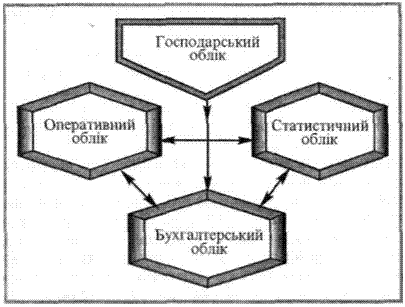 Господарський
облік
Оперативний
облік
Статистичний
облік
Бухгалтерський
облік